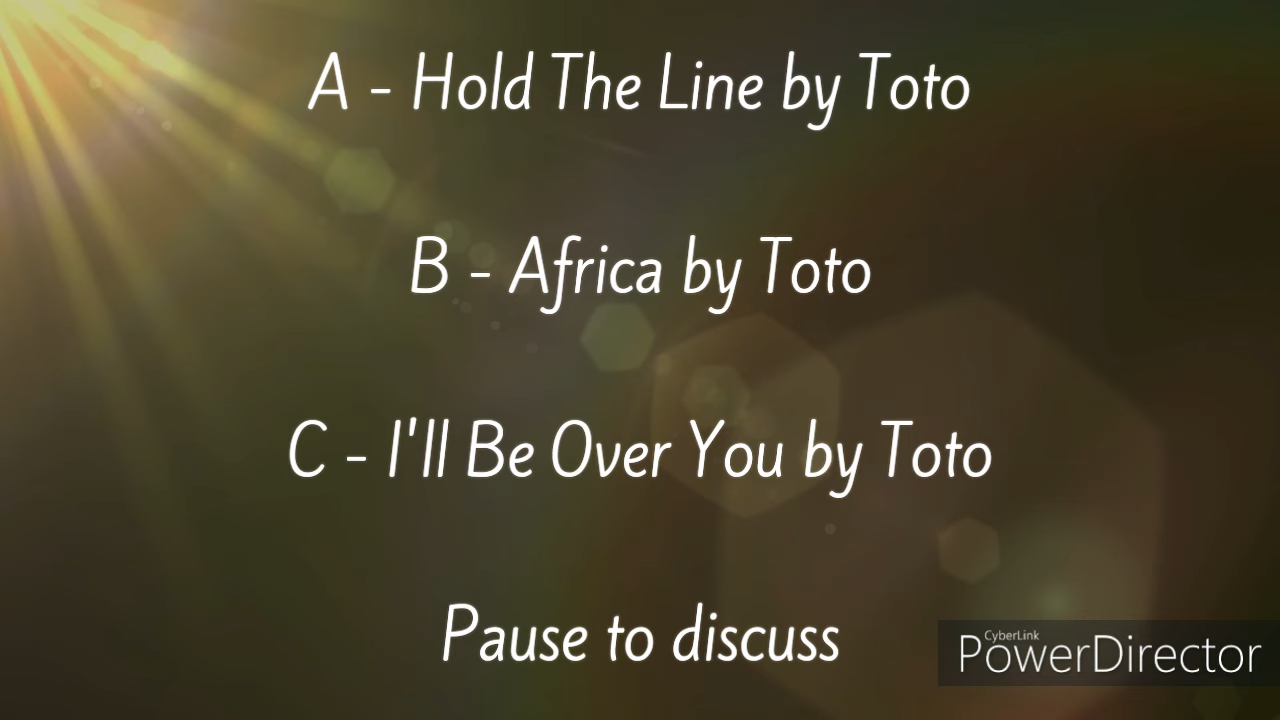 A - Hold The Line by Toto
B - Africa by Toto
C - I'll Be Over You by Toto
Pause to discuss
CyberLink
PowerDirector